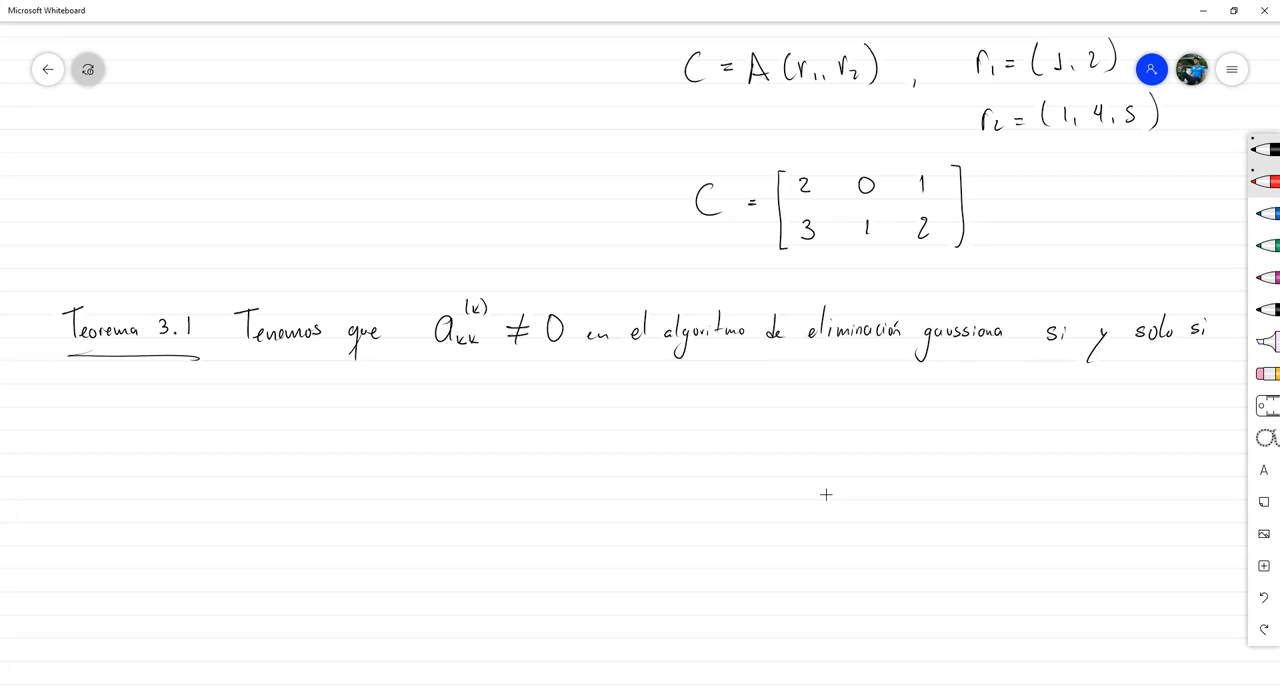 Microsoft Whiteboard
C = A (r₁, r₂) , r₁ = (1, 2)
r₂ = (1, 4, 5)
C = [ 2 0 1
3 1 2 ]
Teorema 3.1 Tenemos que aₖₖ⁽ᵏ⁾ ≠ 0 en el algoritmo de eliminación gaussiana si y solo si
A